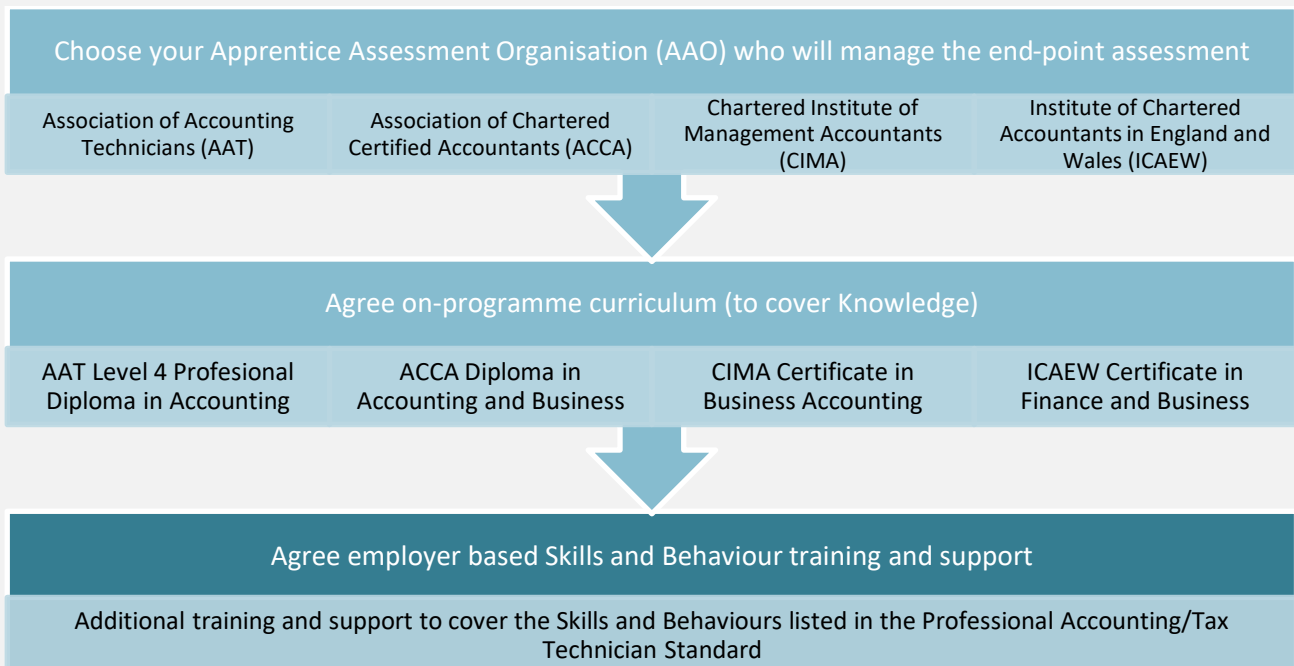 Choose your Apprentice Assessment Organisation (AAO) who will manage the end-point assessment
Association of Accounting
Technicians (AAT)
Association of Chartered
Certified Accountants (ACCA)
Chartered Institute of
Management Accountants
(CIMA)
Institute of Chartered
Accountants in England and
Wales (ICAEW)
Agree on-programme curriculum (to cover Knowledge)
AAT Level 4 Profesional
Diploma in Accounting
ACCA Diploma in
Accounting and Business
CIMA Certificate in
Business Accounting
ICAEW Certificate in
Finance and Business
Agree employer based Skills and Behaviour training and support
Additional training and support to cover the Skills and Behaviours listed in the Professional Accounting/Tax
Technician Standard